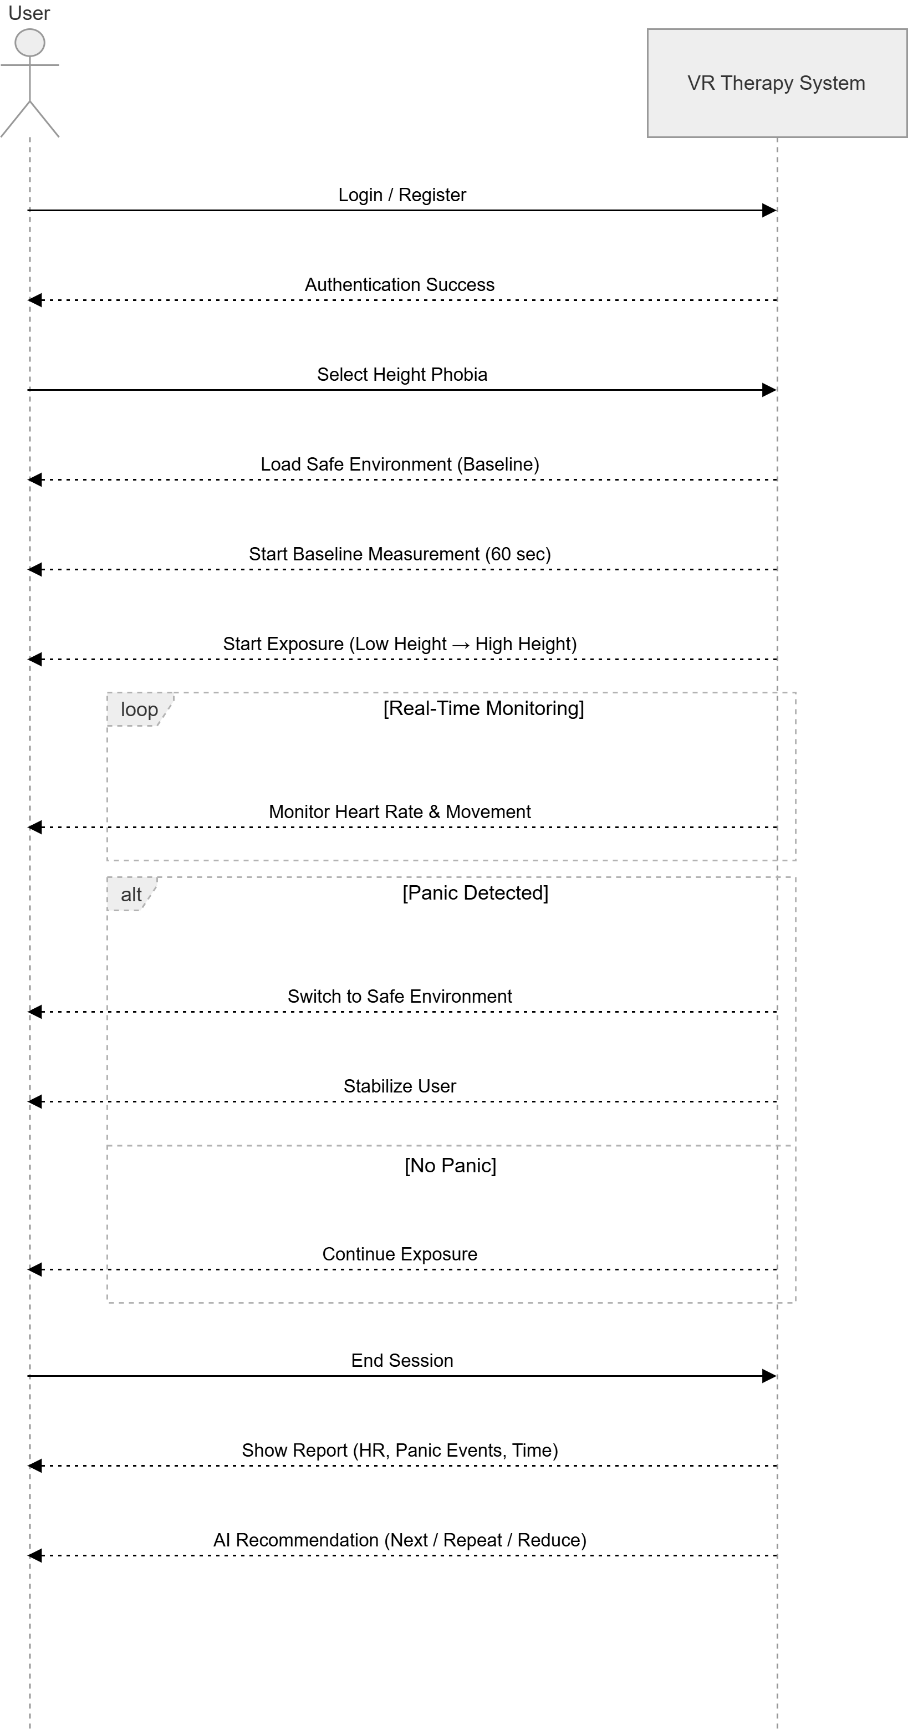 User
VR Therapy System
Login / Register
Authentication Success
Select Height Phobia
Load Safe Environment (Baseline)
Start Baseline Measurement (60 sec)
Start Exposure (Low Height → High Height)
loop
[Real-Time Monitoring]
Monitor Heart Rate & Movement
alt
[Panic Detected]
Switch to Safe Environment
Stabilize User
[No Panic]
Continue Exposure
End Session
Show Report (HR, Panic Events, Time)
AI Recommendation (Next / Repeat / Reduce)